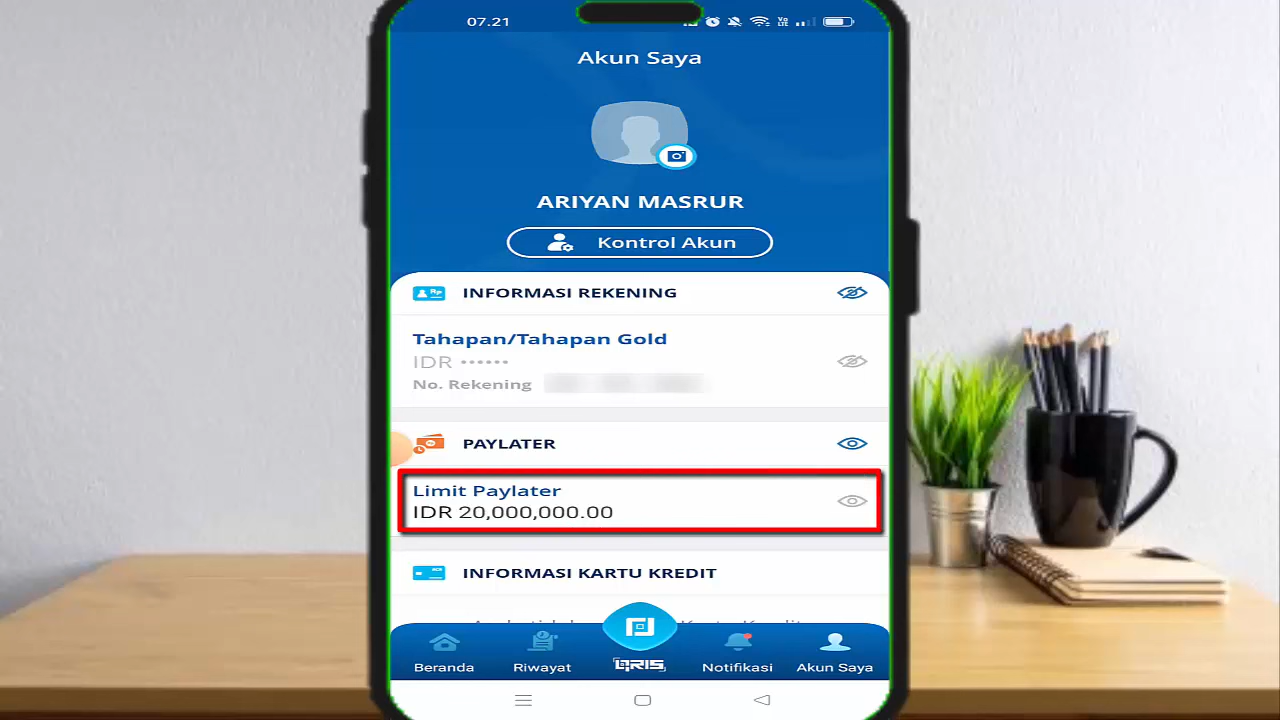 07.21
Akun Saya
ARIYAN MASRUR
Kontrol Akun
INFORMASI REKENING
Tahapan/Tahapan Gold
IDR ••••••
No. Rekening
PAYLATER
Limit Paylater
IDR 20,000,000.00
INFORMASI KARTU KREDIT
Beranda
Riwayat
QRIS
Notifikasi
Akun Saya